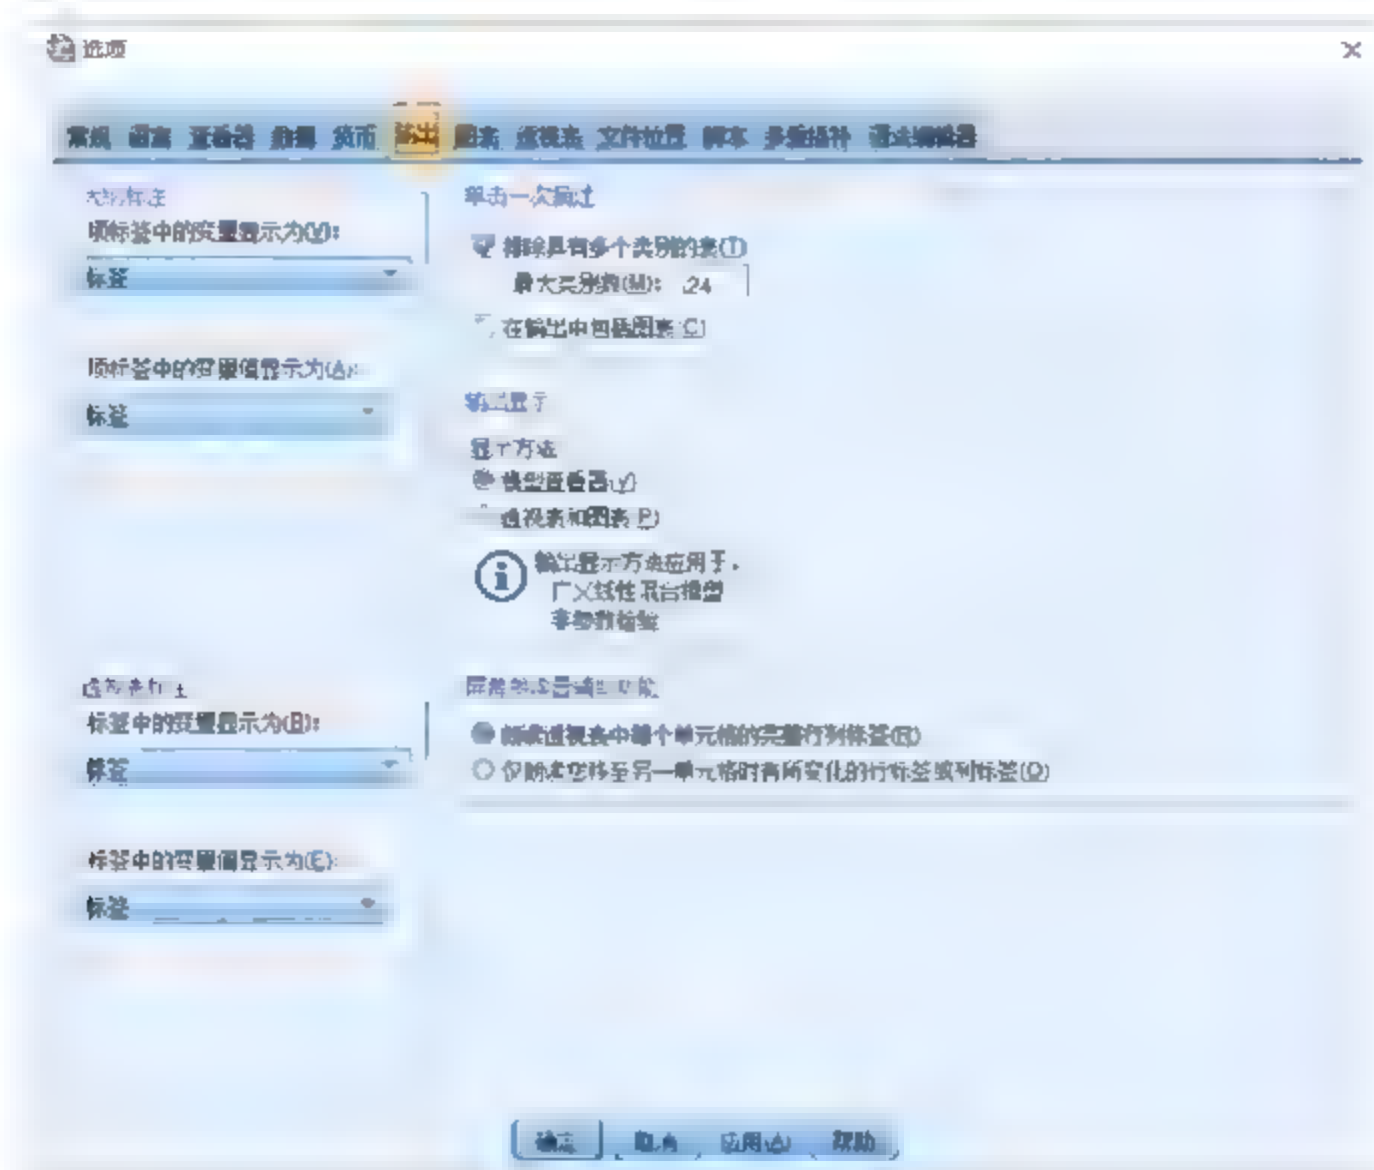 选项
常规 语言 查看器 数据 货币 输出 图表 透视表 文件位置 脚本 多重插补 语法编辑器
项标签中的变量显示为(V):
标签
项标签中的变量值显示为(A):
标签
标签中的变量显示为(B):
标签
标签中的变量值显示为(E):
标签
单击一次描述
排除具有多个类别的表(T)
最大类别数(M): 24
在输出中包括图表(C)
输出显示
显示方法
模型查看器(V)
透视表和图表(P)
输出显示方法应用于:
广义线性混合模型
非参数检验
朗读透视表中每个单元格的完整行列标签(R)
仅朗读您移至另一单元格时有所变化的行标签或列标签(O)
确定 取消 应用(A) 帮助